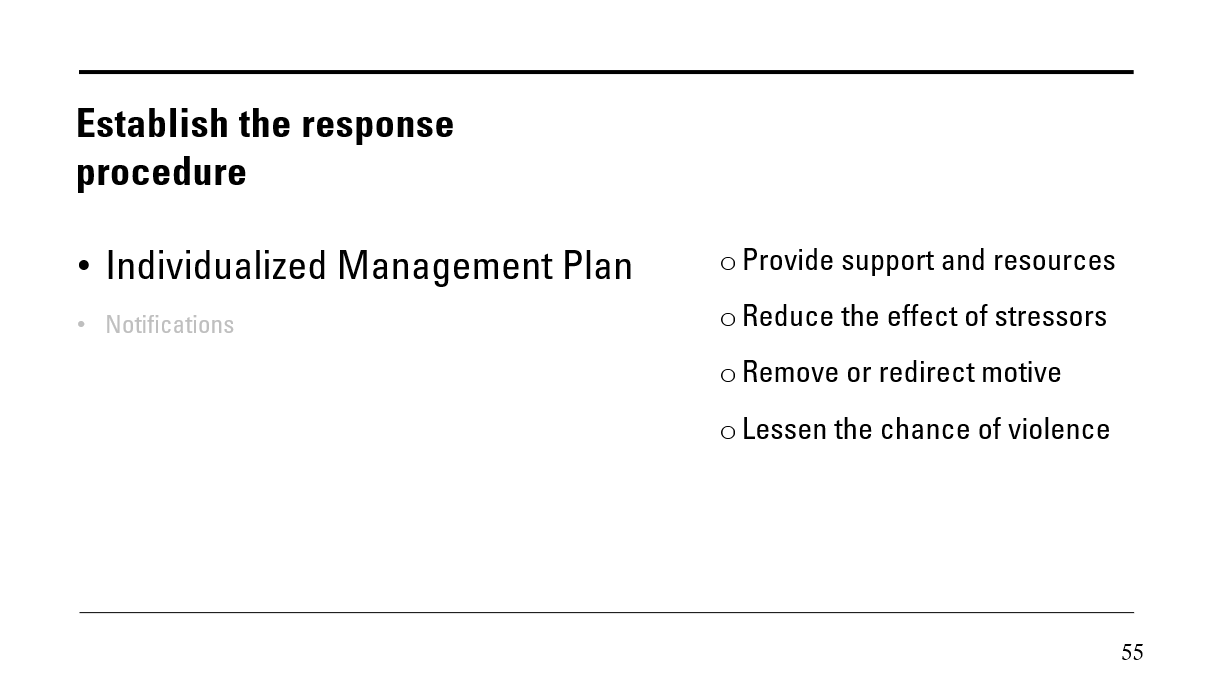 Establish the response
procedure
• Individualized Management Plan
• Notifications
o Provide support and resources
o Reduce the effect of stressors
o Remove or redirect motive
o Lessen the chance of violence
55